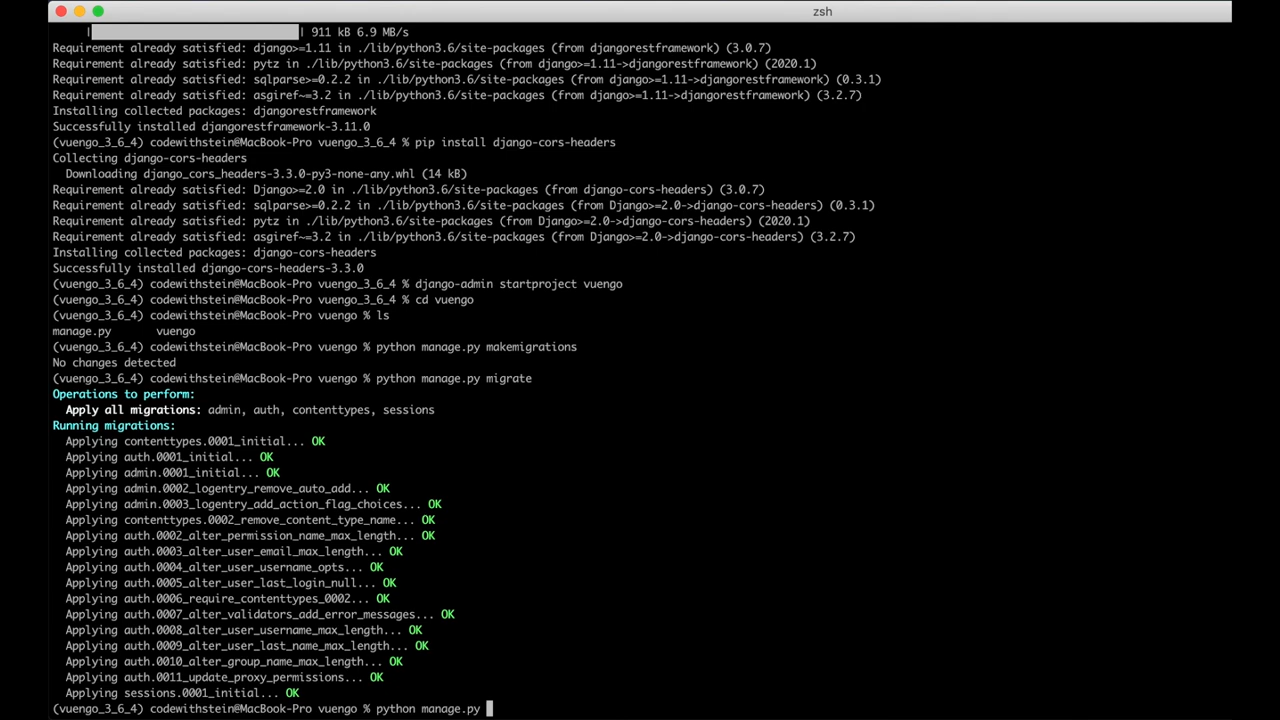 zsh
| | 911 kB 6.9 MB/s
Requirement already satisfied: django>=1.11 in ./lib/python3.6/site-packages (from djangorestframework) (3.0.7)
Requirement already satisfied: pytz in ./lib/python3.6/site-packages (from django>=1.11->djangorestframework) (2020.1)
Requirement already satisfied: sqlparse>=0.2.2 in ./lib/python3.6/site-packages (from django>=1.11->djangorestframework) (0.3.1)
Requirement already satisfied: asgiref~=3.2 in ./lib/python3.6/site-packages (from django>=1.11->djangorestframework) (3.2.7)
Installing collected packages: djangorestframework
Successfully installed djangorestframework-3.11.0
(vuengo_3_6_4) codewithstein@MacBook-Pro vuengo_3_6_4 % pip install django-cors-headers
Collecting django-cors-headers
  Downloading django_cors_headers-3.3.0-py3-none-any.whl (14 kB)
Requirement already satisfied: Django>=2.0 in ./lib/python3.6/site-packages (from django-cors-headers) (3.0.7)
Requirement already satisfied: sqlparse>=0.2.2 in ./lib/python3.6/site-packages (from Django>=2.0->django-cors-headers) (0.3.1)
Requirement already satisfied: pytz in ./lib/python3.6/site-packages (from Django>=2.0->django-cors-headers) (2020.1)
Requirement already satisfied: asgiref~=3.2 in ./lib/python3.6/site-packages (from Django>=2.0->django-cors-headers) (3.2.7)
Installing collected packages: django-cors-headers
Successfully installed django-cors-headers-3.3.0
(vuengo_3_6_4) codewithstein@MacBook-Pro vuengo_3_6_4 % django-admin startproject vuengo
(vuengo_3_6_4) codewithstein@MacBook-Pro vuengo_3_6_4 % cd vuengo
(vuengo_3_6_4) codewithstein@MacBook-Pro vuengo % ls
manage.py       vuengo
(vuengo_3_6_4) codewithstein@MacBook-Pro vuengo % python manage.py makemigrations
No changes detected
(vuengo_3_6_4) codewithstein@MacBook-Pro vuengo % python manage.py migrate
Operations to perform:
  Apply all migrations: admin, auth, contenttypes, sessions
Running migrations:
  Applying contenttypes.0001_initial... OK
  Applying auth.0001_initial... OK
  Applying admin.0001_initial... OK
  Applying admin.0002_logentry_remove_auto_add... OK
  Applying admin.0003_logentry_add_action_flag_choices... OK
  Applying contenttypes.0002_remove_content_type_name... OK
  Applying auth.0002_alter_permission_name_max_length... OK
  Applying auth.0003_alter_user_email_max_length... OK
  Applying auth.0004_alter_user_username_opts... OK
  Applying auth.0005_alter_user_last_login_null... OK
  Applying auth.0006_require_contenttypes_0002... OK
  Applying auth.0007_alter_validators_add_error_messages... OK
  Applying auth.0008_alter_user_username_max_length... OK
  Applying auth.0009_alter_user_last_name_max_length... OK
  Applying auth.0010_alter_group_name_max_length... OK
  Applying auth.0011_update_proxy_permissions... OK
  Applying sessions.0001_initial... OK
(vuengo_3_6_4) codewithstein@MacBook-Pro vuengo % python manage.py